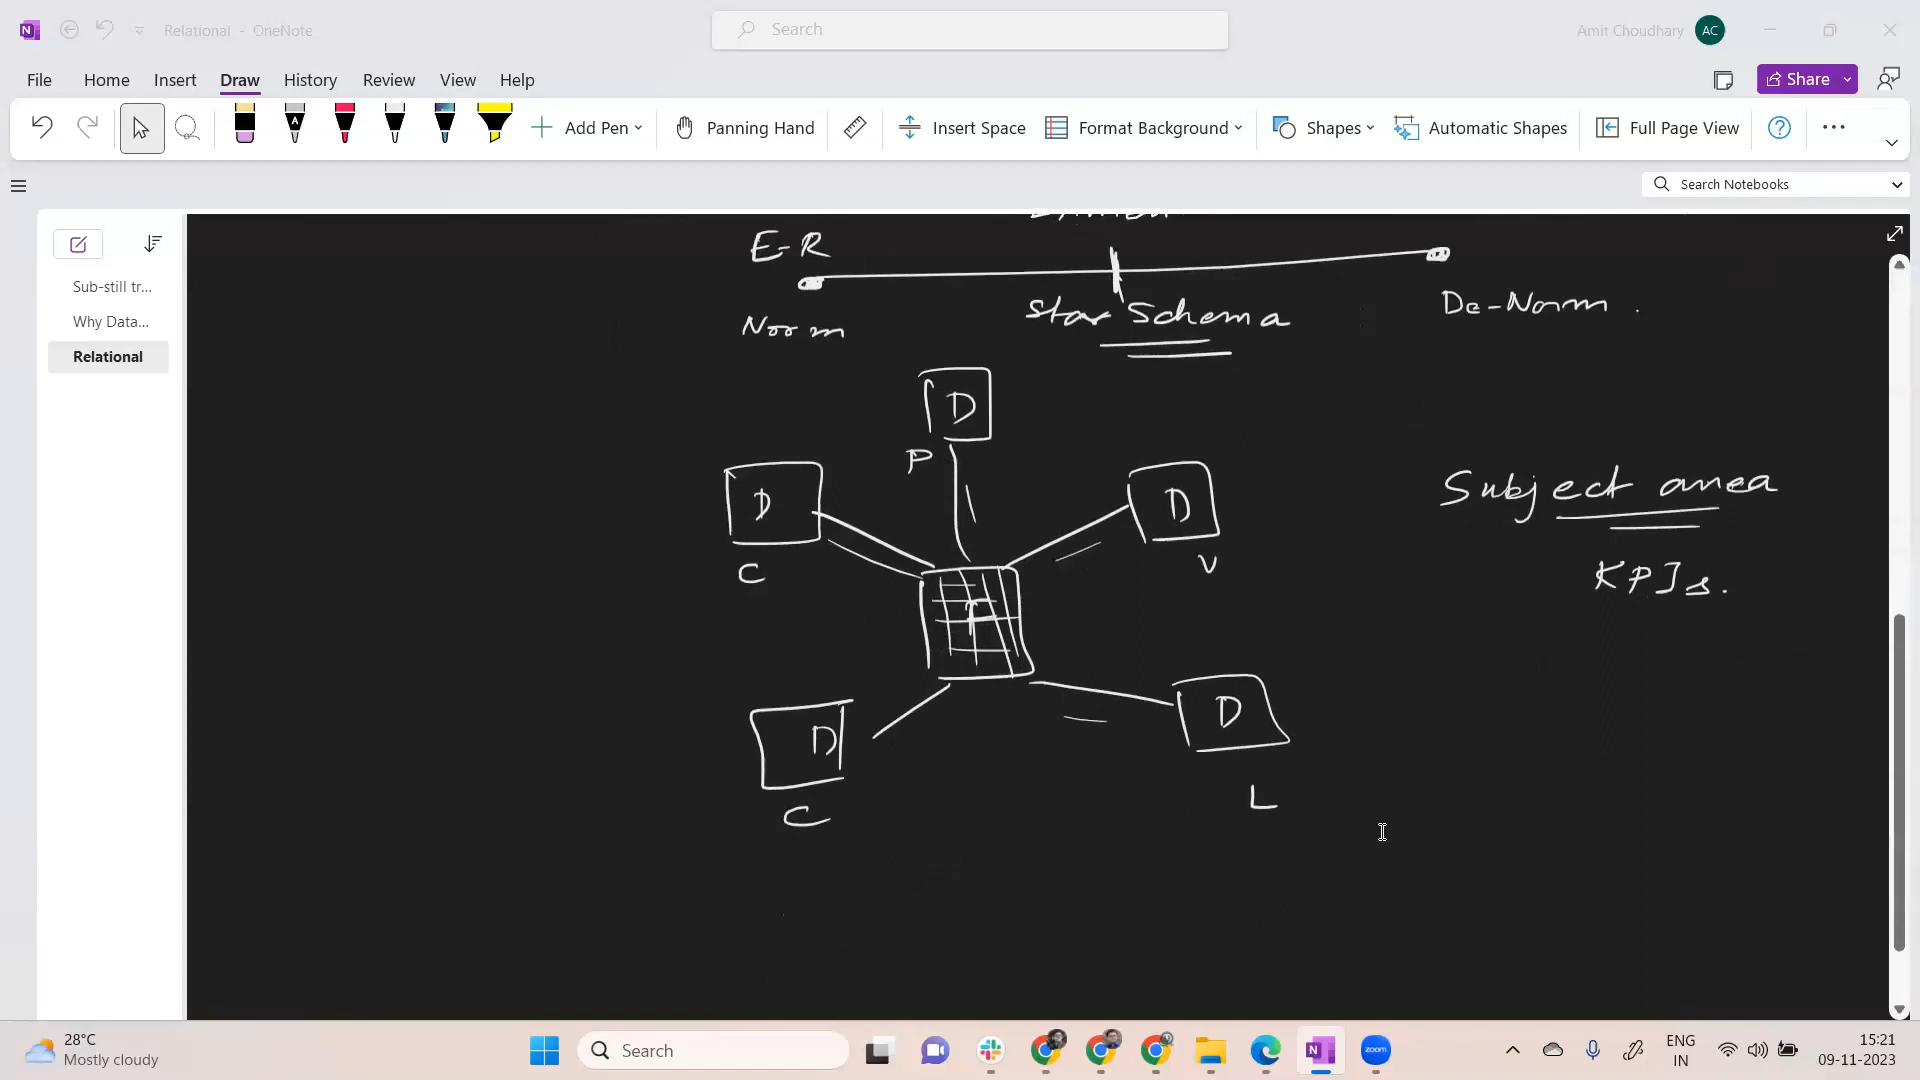 Relational - OneNote
Search
Amit Choudhary
AC
File Home Insert Draw History Review View Help
Share
A
Add Pen
Panning Hand
Insert Space
Format Background
Shapes
Automatic Shapes
Full Page View
Search Notebooks
Sub-still tr...
Why Data...
Relational
E-R
Norm
Star Schema
De-Norm .
D
P
D
C
D
V
Subject area
KPIs.
F
D
C
D
L
28°C
Mostly cloudy
Search
zoom
ENG
IN
15:21
09-11-2023